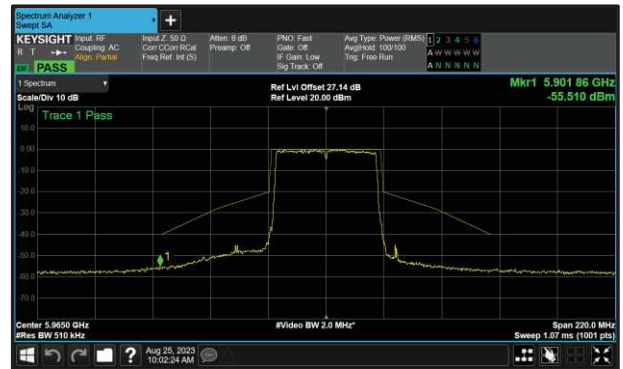 Spectrum Analyzer 1
Swept SA
KEYSIGHT
R T
PASS
Input: RF
Coupling: AC
Align: Partial
Input Z: 50 Ω
Corr CCorr RCal
Freq Ref: Int (S)
Atten: 6 dB
Preamp: Off
PNO: Fast
Gate: Off
IF Gain: Low
Sig Track: Off
Avg Type: Power (RMS)
Avg|Hold: 100/100
Trig: Free Run
1 2 3 4 5 6
A W W W W W
A N N N N N
1 Spectrum
Scale/Div 10 dB
Ref Lvl Offset 27.14 dB
Ref Level 20.00 dBm
Mkr1 5.901 86 GHz
-55.510 dBm
Log
Trace 1 Pass
10.0
0.00
-10.0
-20.0
-30.0
-40.0
-50.0
-60.0
-70.0
1
Center 5.9650 GHz
#Res BW 510 kHz
#Video BW 2.0 MHz*
Span 220.0 MHz
Sweep 1.07 ms (1001 pts)
?
Aug 25, 2023
10:02:24 AM